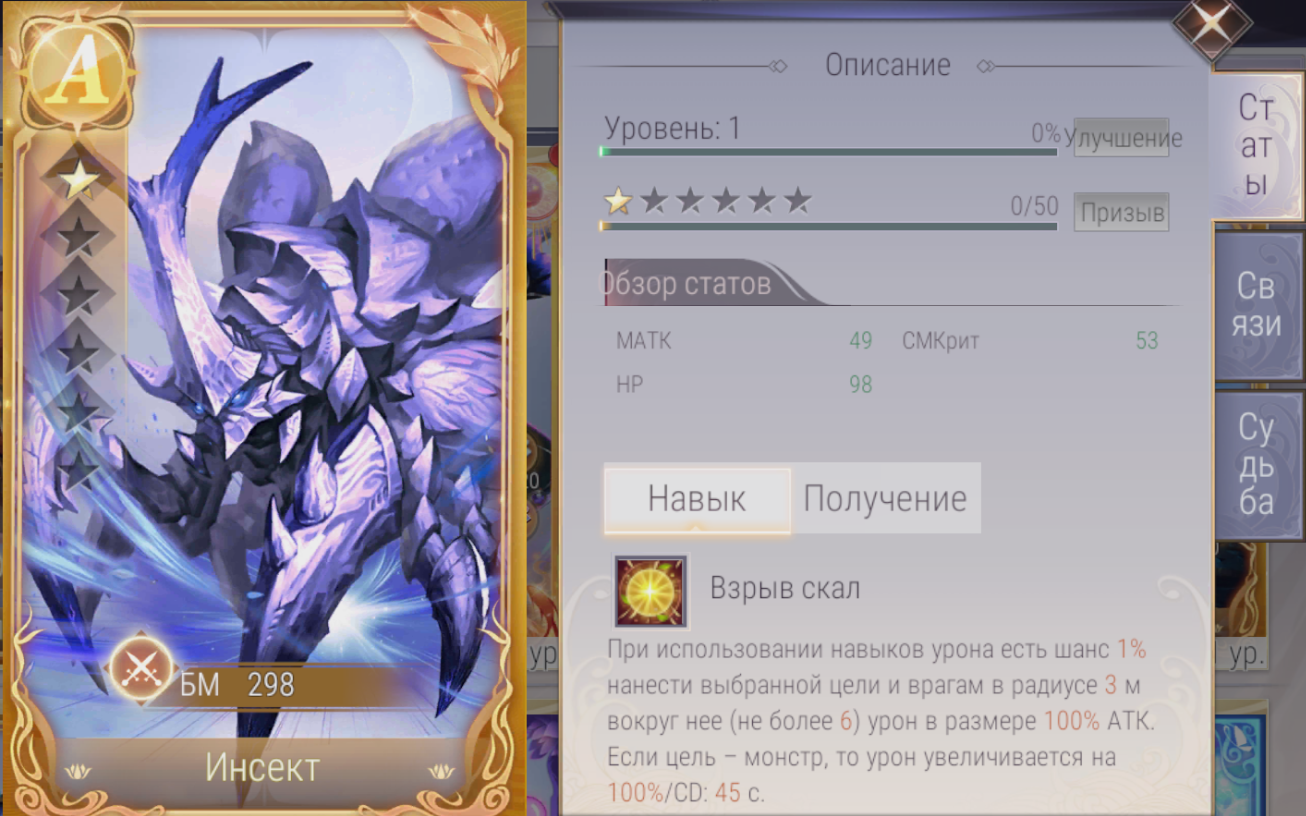 A
БМ 298
Инсект
Описание
Уровень: 1
0%
Улучшение
0/50
Призыв
Обзор статов
МАТК 49 СМКрит 53
HP 98
Навык Получение
Взрыв скал
При использовании навыков урона есть шанс 1%
нанести выбранной цели и врагам в радиусе 3 м
вокруг нее (не более 6) урон в размере 100% АТК.
Если цель – монстр, то урон увеличивается на
100%/CD: 45 с.
Ст
ат
ы
Св
язи
Су
дь
ба
ур
ур.